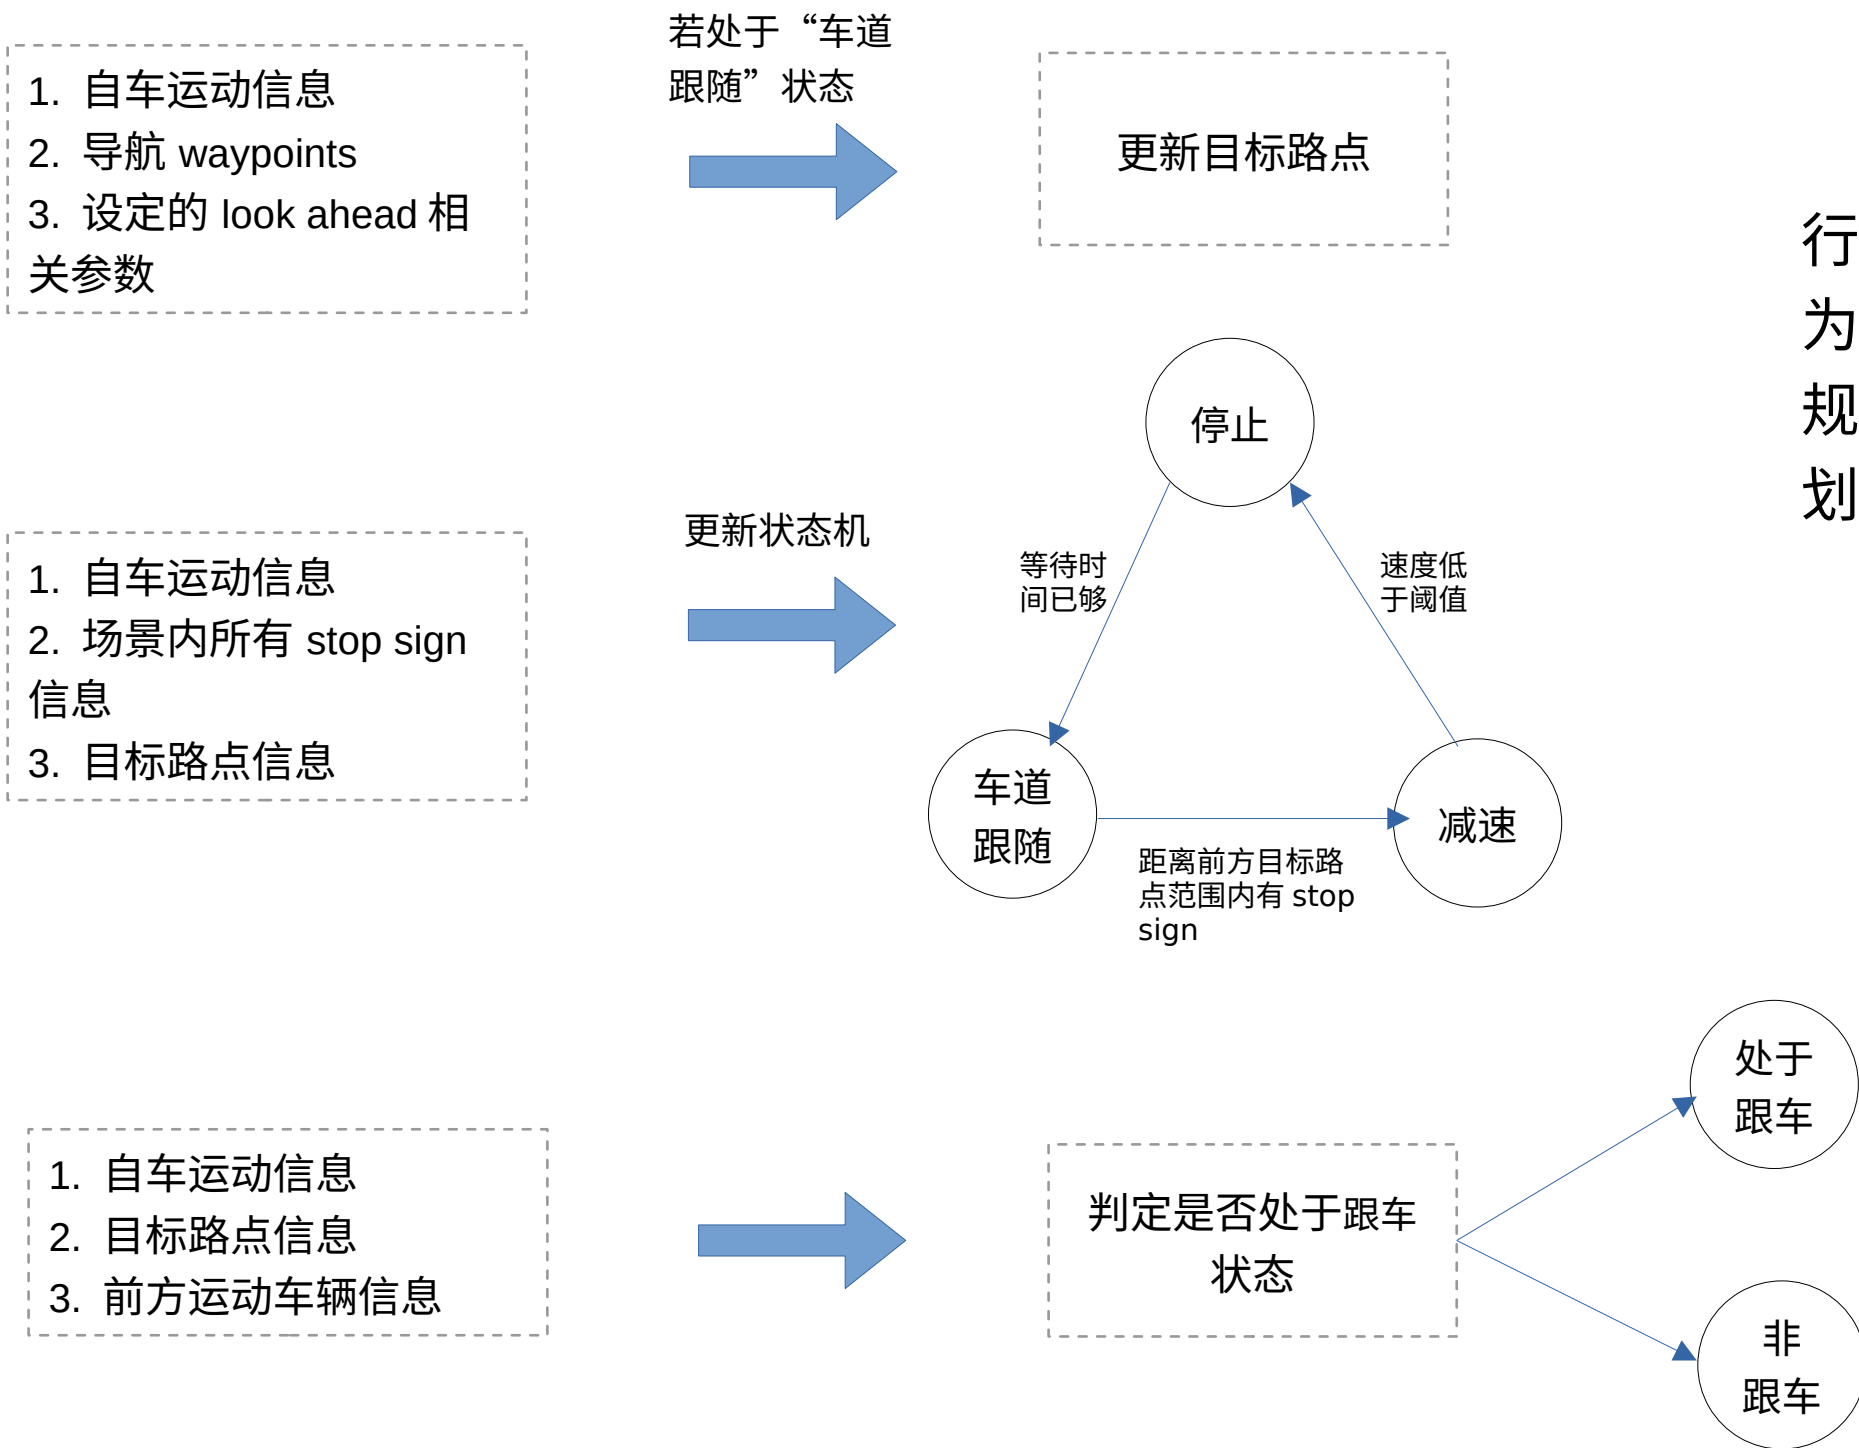 若处于“车道
跟随”状态
1. 自车运动信息
2. 导航 waypoints
3. 设定的 look ahead 相
关参数
更新目标路点
行
为
规
划
停止
更新状态机
等待时
间已够
速度低
于阈值
1. 自车运动信息
2. 场景内所有 stop sign
信息
3. 目标路点信息
车道
跟随
减速
距离前方目标路
点范围内有 stop
sign
处于
跟车
1. 自车运动信息
2. 目标路点信息
3. 前方运动车辆信息
判定是否处于跟车
状态
非
跟车